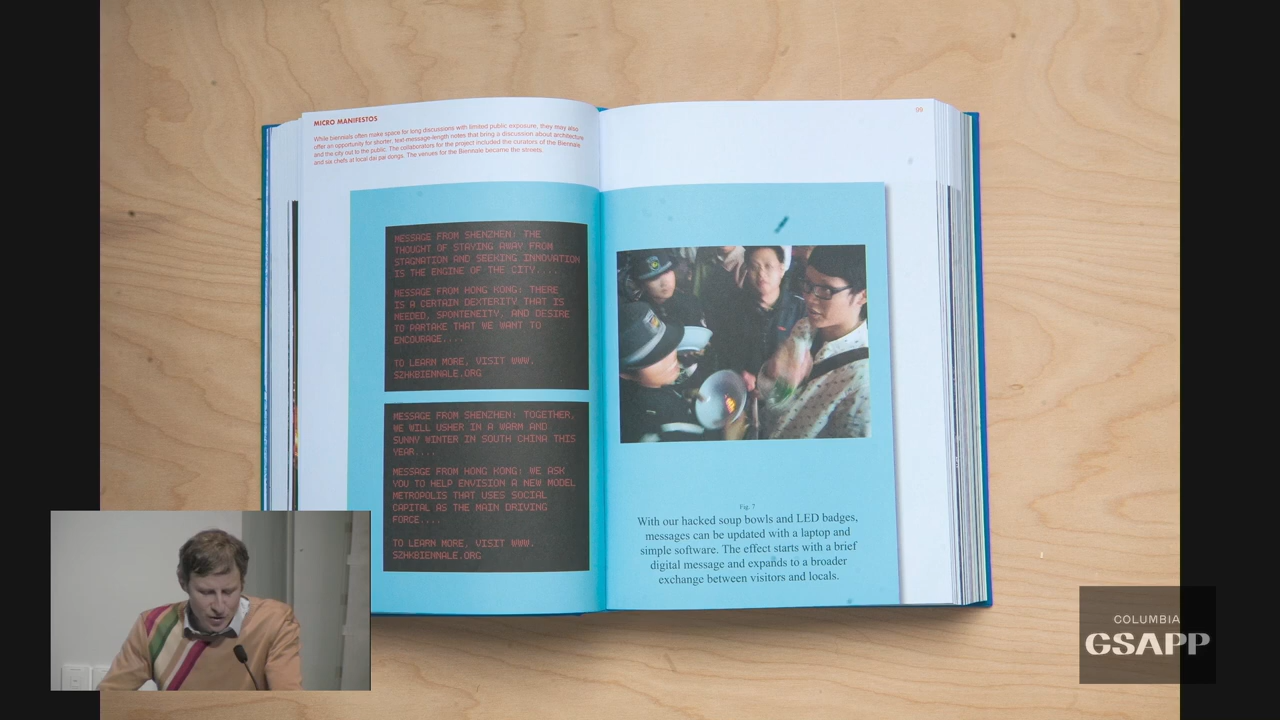 MICRO MANIFESTOS
While biennials often make space for long discussions with limited public exposure, they may also
offer an opportunity for shorter, text-message-length notes that bring a discussion about architecture
and the city out to the public. The collaborators for the project included the curators of the Biennale
and six chefs at local dai pai dongs. The venues for the Biennale became the streets.
MESSAGE FROM SHENZHEN: THE
THOUGHT OF STAYING AWAY FROM
STAGNATION AND SEEKING INNOVATION
IS THE ENGINE OF THE CITY....
MESSAGE FROM HONG KONG: THERE
IS A CERTAIN DEXTERITY THAT IS
NEEDED, SPONTENEITY, AND DESIRE
TO PARTAKE THAT WE WANT TO
ENCOURAGE....
TO LEARN MORE, VISIT WWW.
SZHKBIENNALE.ORG
MESSAGE FROM SHENZHEN: TOGETHER,
WE WILL USHER IN A WARM AND
SUNNY WINTER IN SOUTH CHINA THIS
YEAR....
MESSAGE FROM HONG KONG: WE ASK
YOU TO HELP ENVISION A NEW MODEL
METROPOLIS THAT USES SOCIAL
CAPITAL AS THE MAIN DRIVING
FORCE....
TO LEARN MORE, VISIT WWW.
SZHKBIENNALE.ORG
Fig. 7
With our hacked soup bowls and LED badges,
messages can be updated with a laptop and
simple software. The effect starts with a brief
digital message and expands to a broader
exchange between visitors and locals.
COLUMBIA
GSAPP